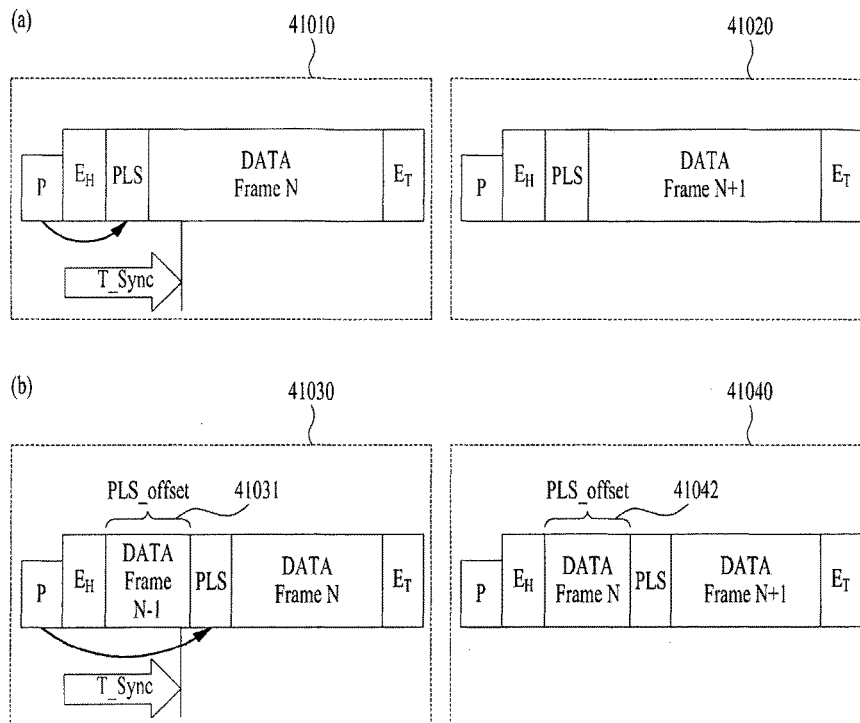 (a)
41010
41020
P
E_H
PLS
DATA
Frame N
E_T
T_Sync
P
E_H
PLS
DATA
Frame N+1
E_T
(b)
41030
41040
PLS_offset
41031
P
E_H
DATA
Frame
N-1
PLS
DATA
Frame N
E_T
T_Sync
PLS_offset
41042
P
E_H
DATA
Frame N
PLS
DATA
Frame N+1
E_T